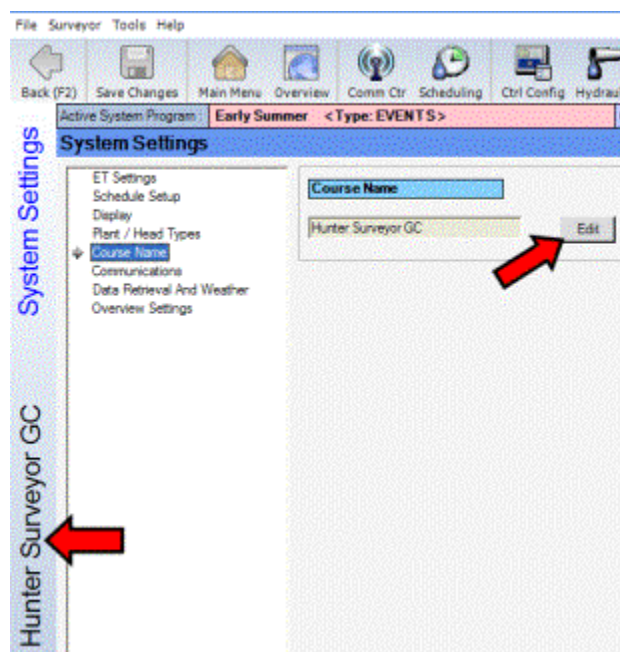 File Surveyor Tools Help
Back (F2) Save Changes Main Menu Overview Comm Ctr Scheduling Ctrl Config
Active System Program : Early Summer <Type: EVENTS>
System Settings
System Settings
Hunter Surveyor GC
ET Settings
Schedule Setup
Display
Plant / Head Types
Course Name
Communications
Data Retrieval And Weather
Overview Settings
Course Name
Hunter Surveyor GC
Edit